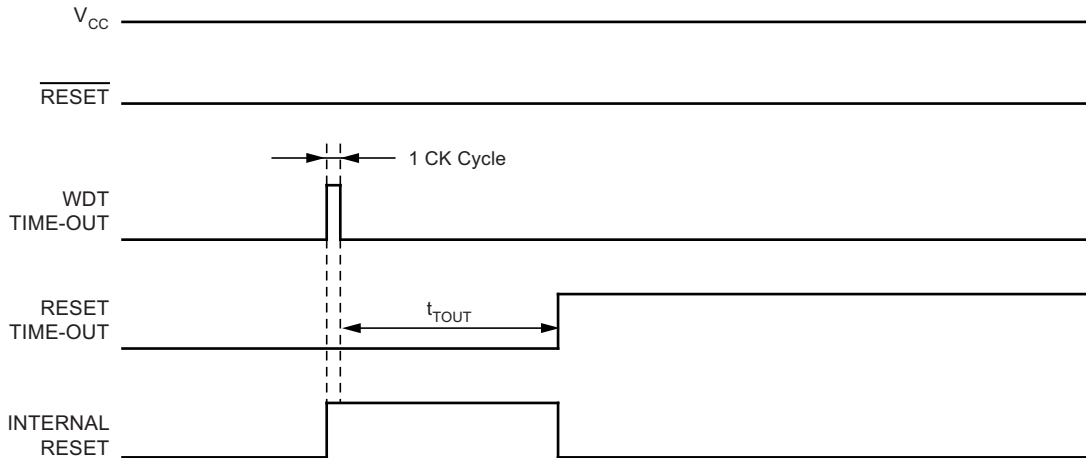 VCC
RESET
1 CK Cycle
WDT
TIME-OUT
RESET
TIME-OUT
tTOUT
INTERNAL
RESET